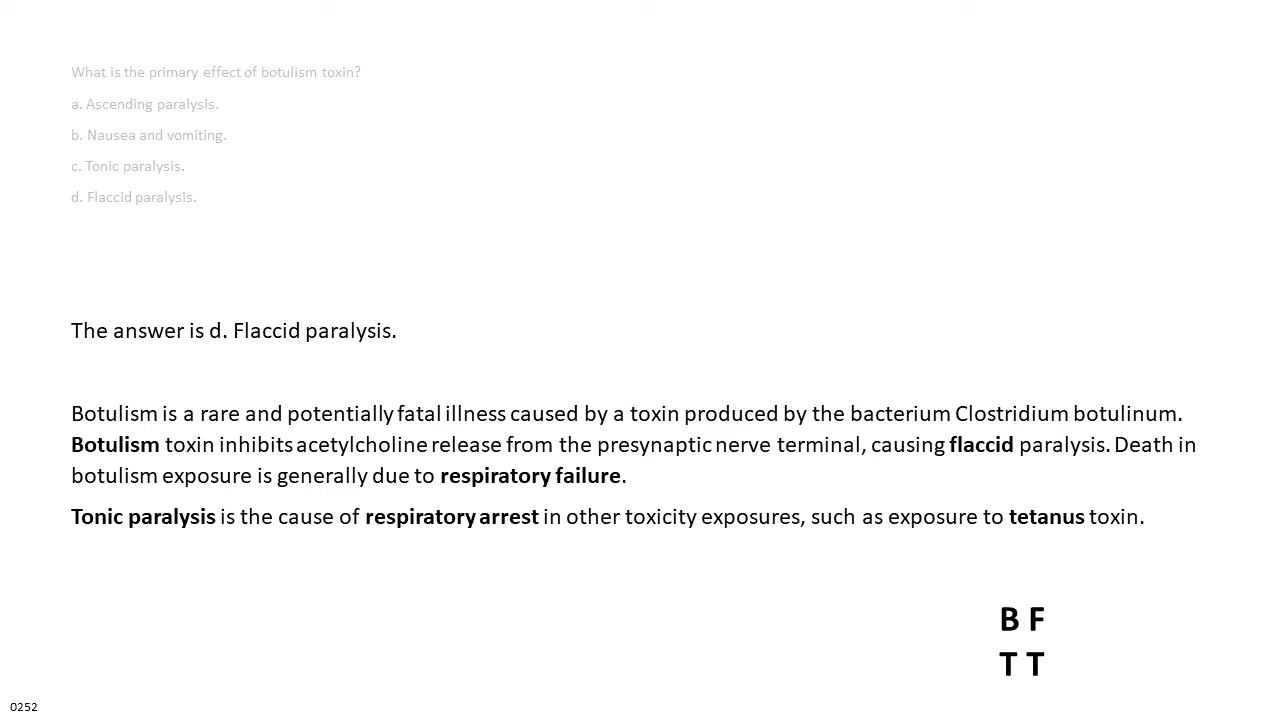 What is the primary effect of botulism toxin?
a. Ascending paralysis.
b. Nausea and vomiting.
c. Tonic paralysis.
d. Flaccid paralysis.
The answer is d. Flaccid paralysis.
Botulism is a rare and potentially fatal illness caused by a toxin produced by the bacterium Clostridium botulinum.
Botulism toxin inhibits acetylcholine release from the presynaptic nerve terminal, causing flaccid paralysis. Death in
botulism exposure is generally due to respiratory failure.
Tonic paralysis is the cause of respiratory arrest in other toxicity exposures, such as exposure to tetanus toxin.
B F
T T
0252